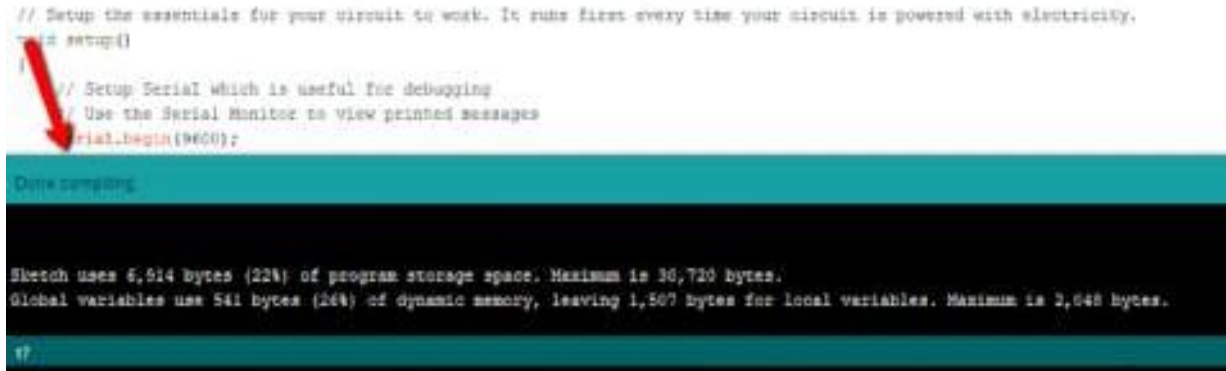 // Setup the essentials for your circuit to work. It runs first every time your circuit is powered with electricity.
setup()
// Setup Serial which is useful for debugging
// Use the Serial Monitor to view printed messages
Serial.begin(9600);
Done compiling.
Sketch uses 6,914 bytes (22%) of program storage space. Maximum is 30,720 bytes.
Global variables use 541 bytes (26%) of dynamic memory, leaving 1,507 bytes for local variables. Maximum is 2,048 bytes.
17